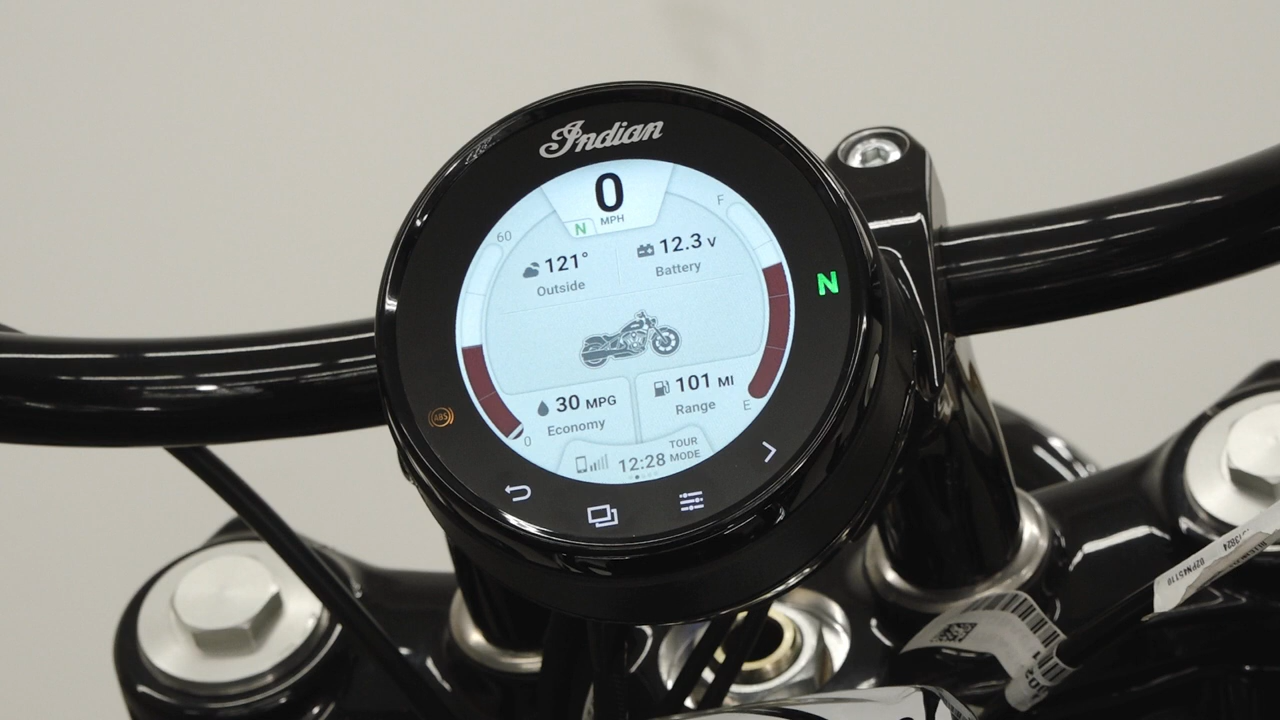 Indian
0
MPH
N
60
F
121°
Outside
12.3 V
Battery
N
30 MPG
Economy
101 MI
Range
E
0
ABS
12:28
TOUR
MODE